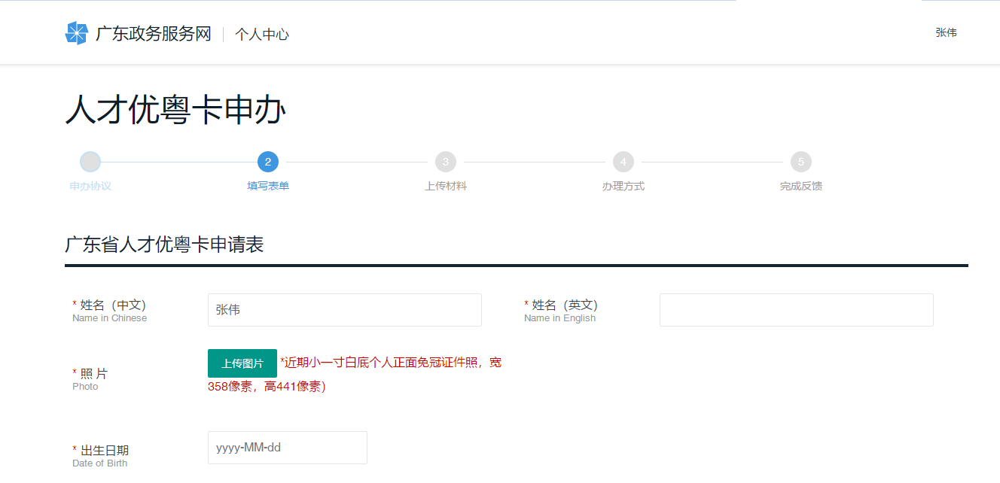 广东政务服务网 | 个人中心 张伟
人才优粤卡申办
2 3 4 5
申办协议 填写表单 上传材料 办理方式 完成反馈
广东省人才优粤卡申请表
* 姓名（中文） 张伟 * 姓名（英文）
Name in Chinese Name in English
上传图片 *近期小一寸白底个人正面免冠证件照，宽
* 照 片
358像素，高441像素）
Photo
* 出生日期 yyyy-MM-dd
Date of Birth